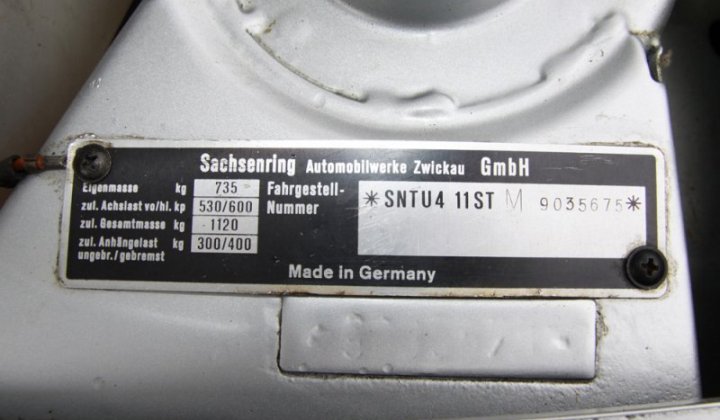 Sachsenring Automobilwerke Zwickau GmbH
Eigenmasse kg 735
zul. Achslast vo/hi. kp 530/600
zul. Gesamtmasse kg 1120
zul. Anhängelast kg 300/400
ungebr./gebremst
Fahrgestell-
Nummer
*SNTU4 11ST M 9035675*
Made in Germany